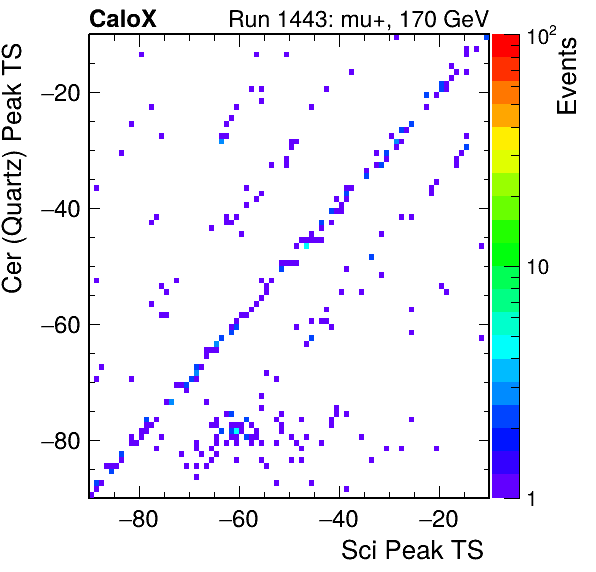 CaloX Run 1443: mu+, 170 GeV
Cer (Quartz) Peak TS
−20
−40
−60
−80
−80 −60 −40 −20
Sci Peak TS
10²
10
1
Events